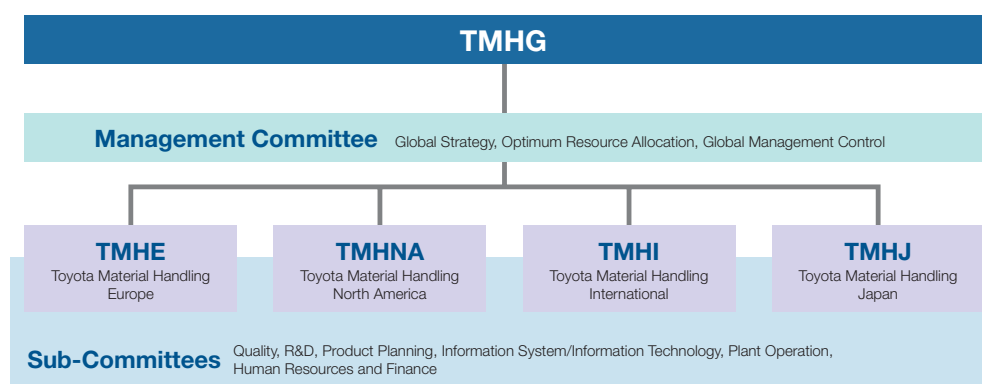 TMHG
Management Committee Global Strategy, Optimum Resource Allocation, Global Management Control
TMHE
Toyota Material Handling
Europe
TMHNA
Toyota Material Handling
North America
TMHI
Toyota Material Handling
International
TMHJ
Toyota Material Handling
Japan
Sub-Committees Quality, R&D, Product Planning, Information System/Information Technology, Plant Operation,
Human Resources and Finance